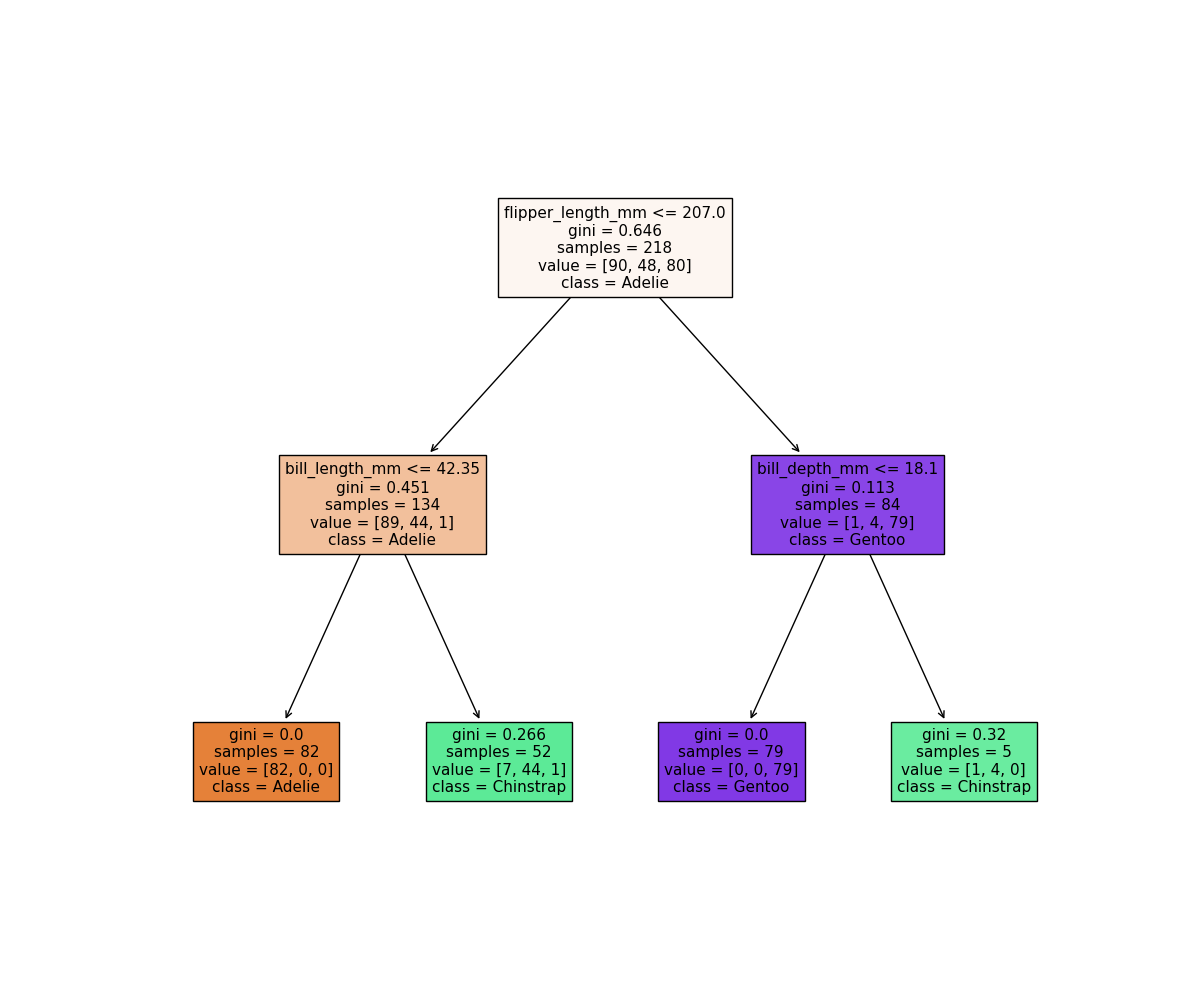 flipper_length_mm <= 207.0
gini = 0.646
samples = 218
value = [90, 48, 80]
class = Adelie
bill_length_mm <= 42.35
gini = 0.451
samples = 134
value = [89, 44, 1]
class = Adelie
bill_depth_mm <= 18.1
gini = 0.113
samples = 84
value = [1, 4, 79]
class = Gentoo
gini = 0.0
samples = 82
value = [82, 0, 0]
class = Adelie
gini = 0.266
samples = 52
value = [7, 44, 1]
class = Chinstrap
gini = 0.0
samples = 79
value = [0, 0, 79]
class = Gentoo
gini = 0.32
samples = 5
value = [1, 4, 0]
class = Chinstrap